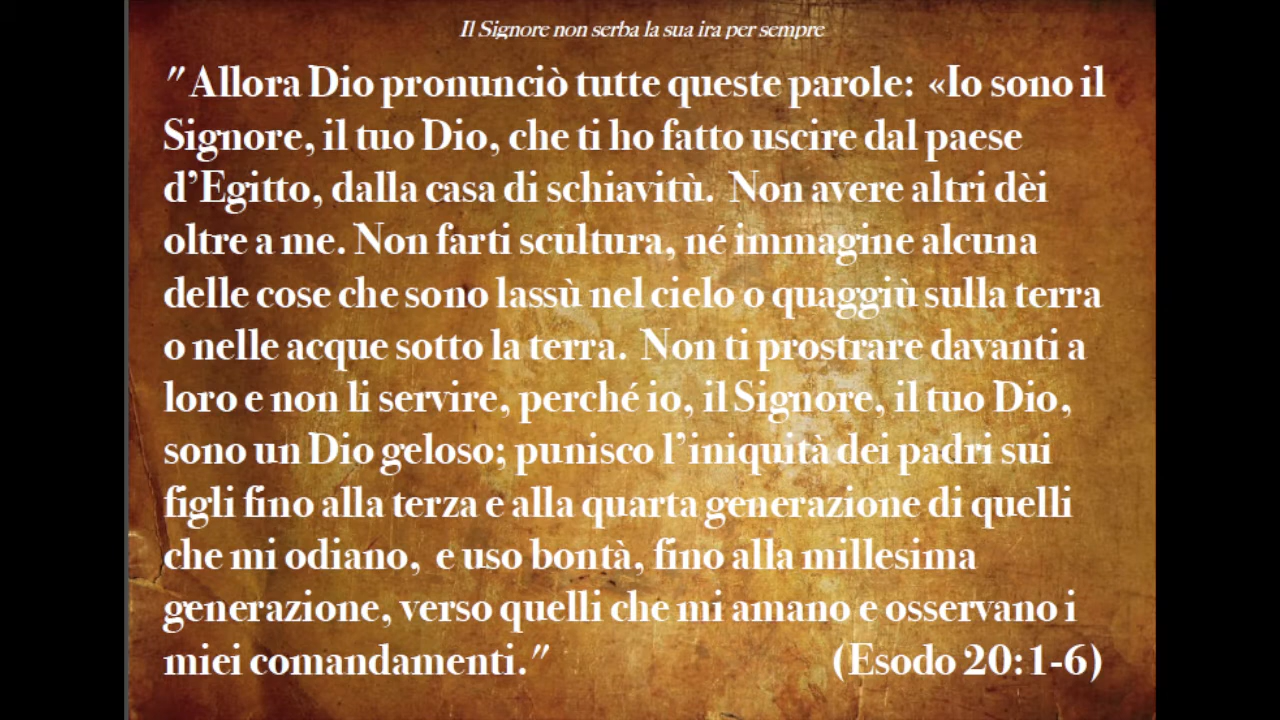 Il Signore non serba la sua ira per sempre
"Allora Dio pronunciò tutte queste parole: «Io sono il
Signore, il tuo Dio, che ti ho fatto uscire dal paese
d’Egitto, dalla casa di schiavitù. Non avere altri dèi
oltre a me. Non farti scultura, né immagine alcuna
delle cose che sono lassù nel cielo o quaggiù sulla terra
o nelle acque sotto la terra. Non ti prostrare davanti a
loro e non li servire, perché io, il Signore, il tuo Dio,
sono un Dio geloso; punisco l’iniquità dei padri sui
figli fino alla terza e alla quarta generazione di quelli
che mi odiano, e uso bontà, fino alla millesima
generazione, verso quelli che mi amano e osservano i
miei comandamenti." (Esodo 20:1-6)